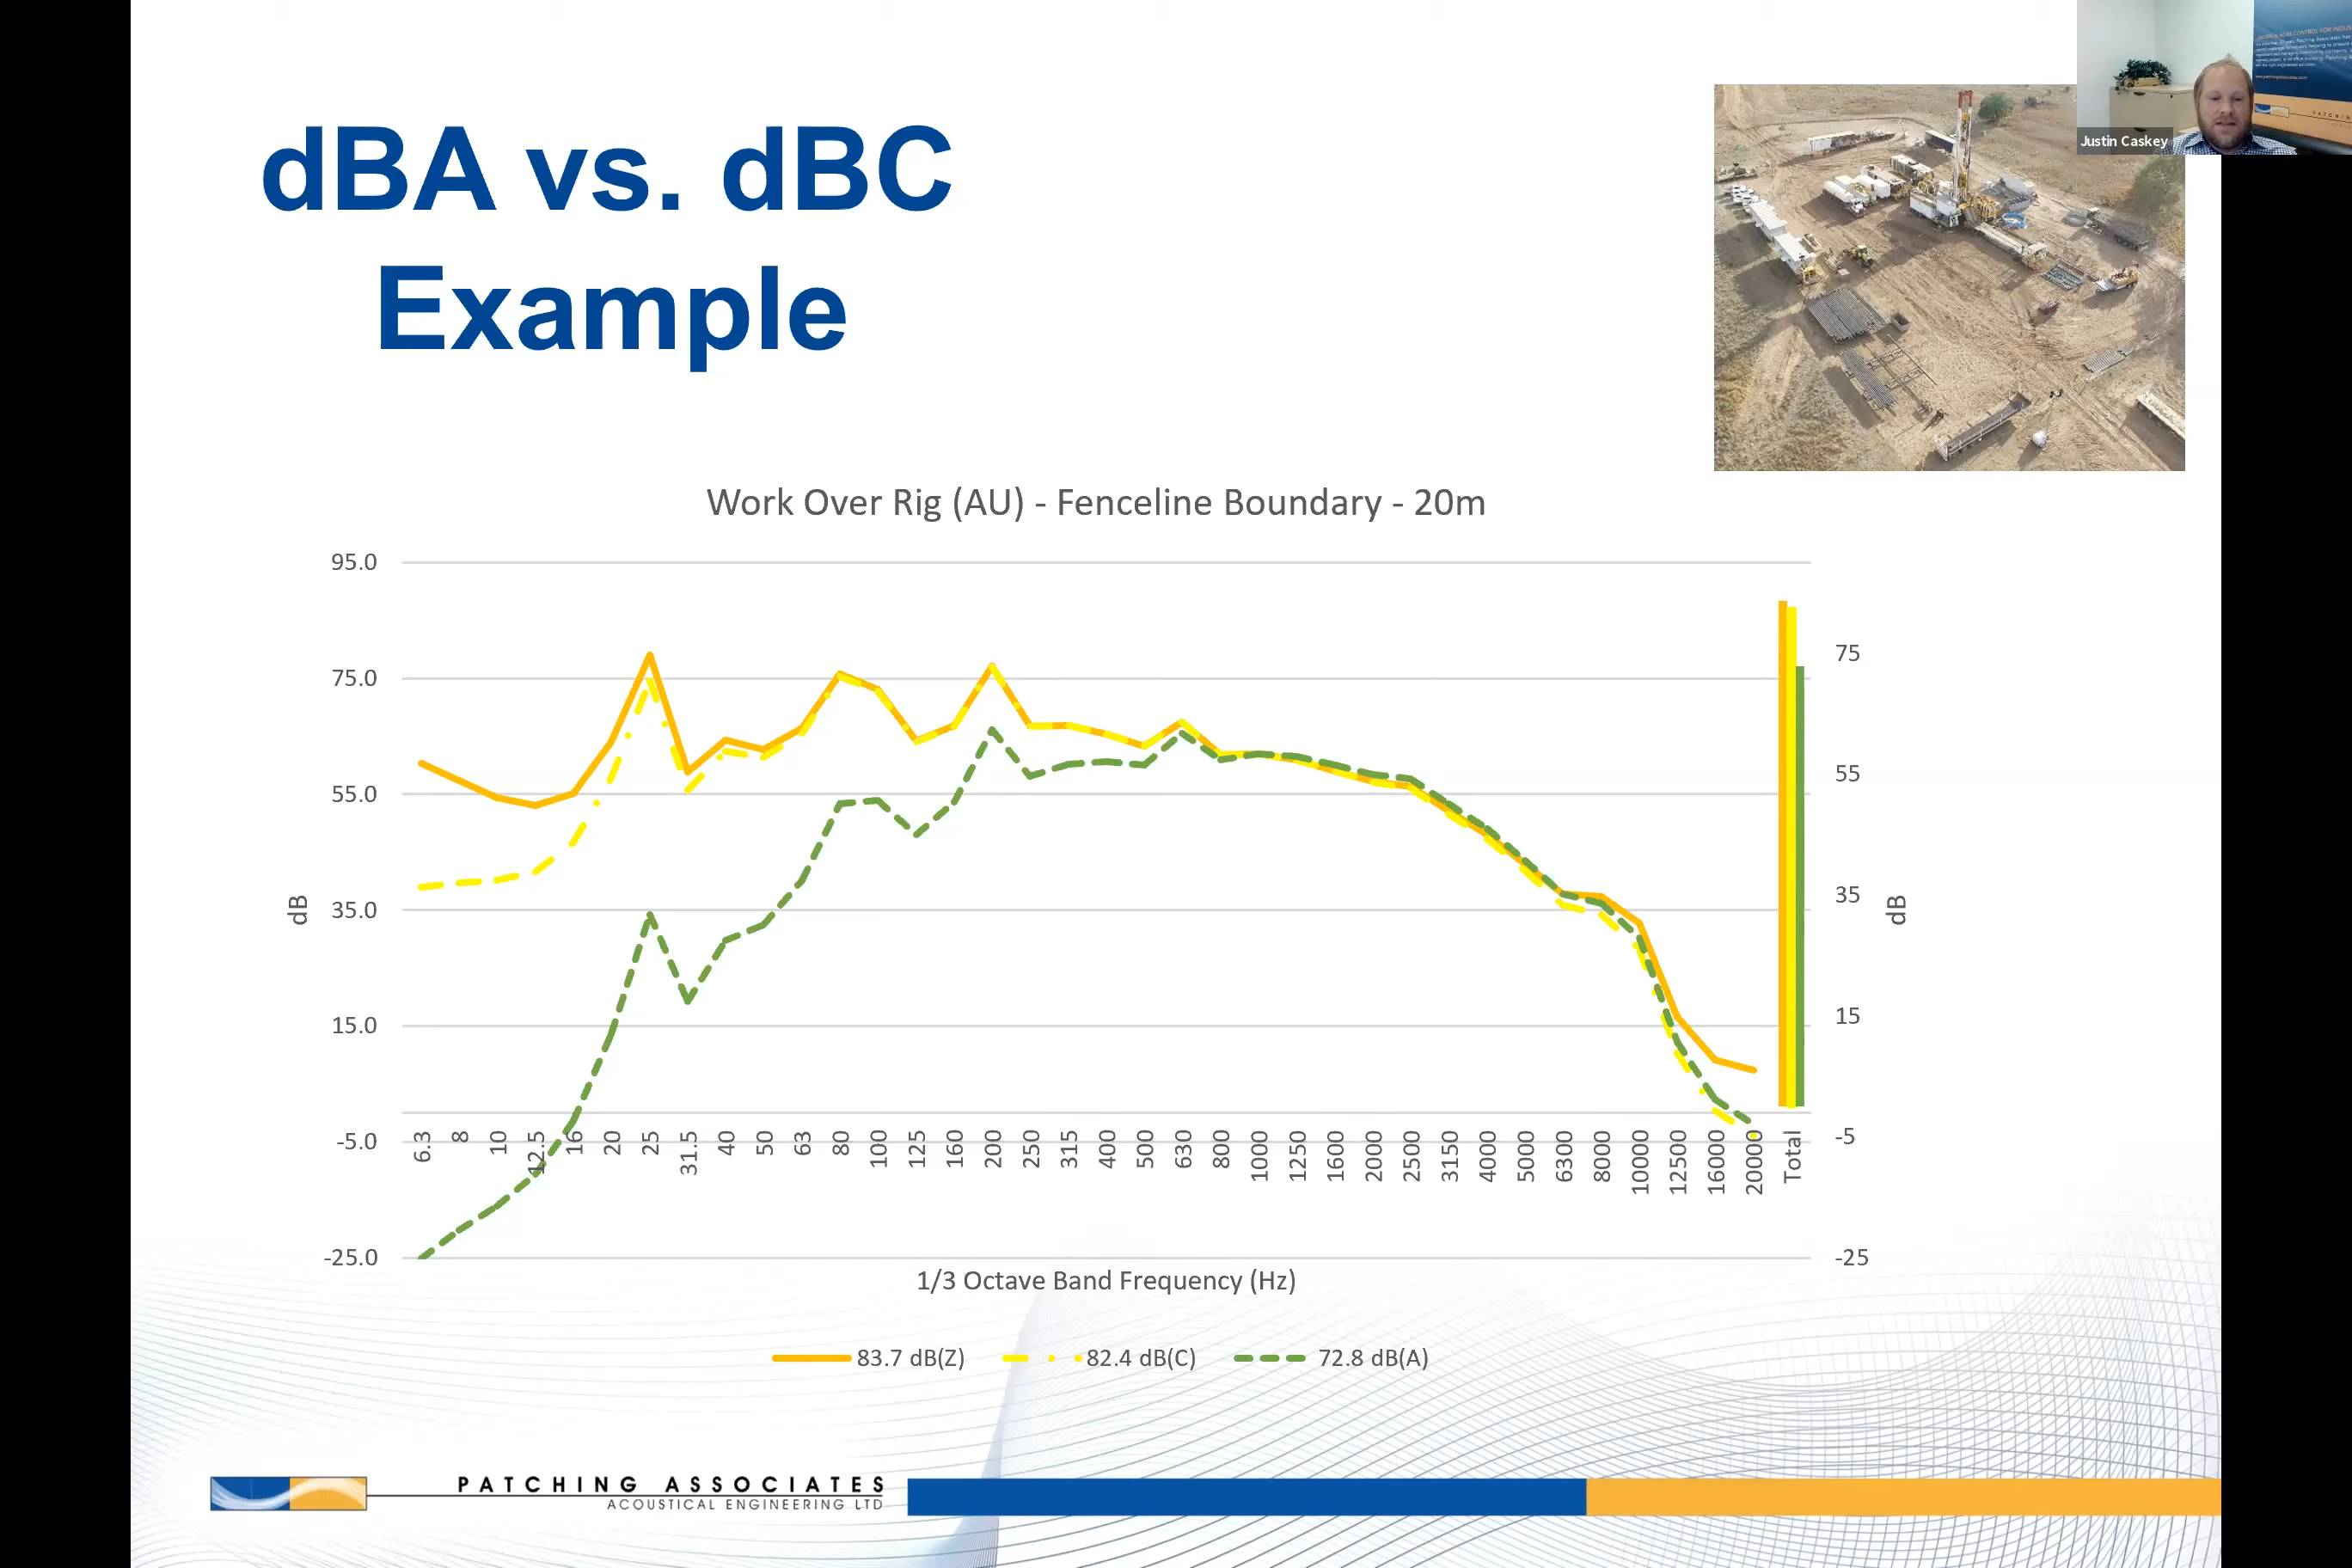 dBA vs. dBC
Example
Justin Caskey
Work Over Rig (AU) - Fenceline Boundary - 20m
95.0
75.0
55.0
35.0
15.0
-5.0
-25.0
dB
75
55
35
15
-5
-25
dB
6.3 8 10 12.5 16 20 25 31.5 40 50 63 80 100 125 160 200 250 315 400 500 630 800 1000 1250 1600 2000 2500 3150 4000 5000 6300 8000 10000 12500 16000 20000 Total
1/3 Octave Band Frequency (Hz)
83.7 dB(Z) 82.4 dB(C) 72.8 dB(A)
PATCHING ASSOCIATES
ACOUSTICAL ENGINEERING LTD